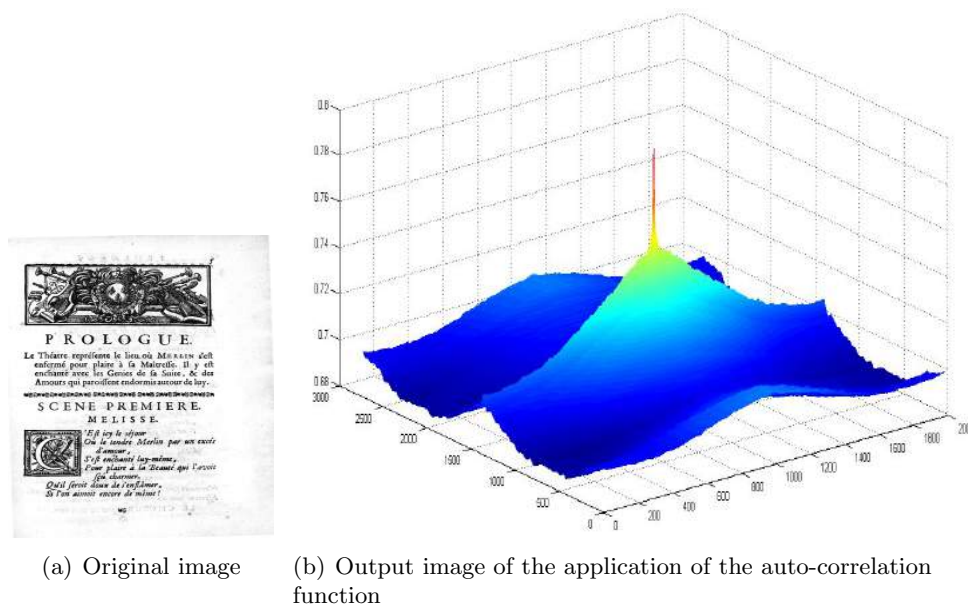 PROLOGUE.
Le Théatre représente le lieu où MERLIN s'est
enfermé pour plaire à sa Maîtresse. Il y est
enchanté avec les Genies de sa Suite, & des
Amours qui paroissent endormis autour de luy.
SCENE PREMIERE.
MELISSE.
C'Est icy le séjour
Où le tendre Merlin par un excés
d'amour,
S'est enchanté luy-même,
Pour plaire à la Beauté qui l'avoit
sçû charmer.
Qu'il seroit doux de s'enflâmer,
Si l'on aimoit encore de même!
0.8
0.78
0.76
0.74
0.72
0.7
0.68
3000
2500
2000
1500
1000
500
0
0
200
400
600
800
1000
1200
1400
1600
1800
200
(a) Original image
(b) Output image of the application of the auto-correlation
function